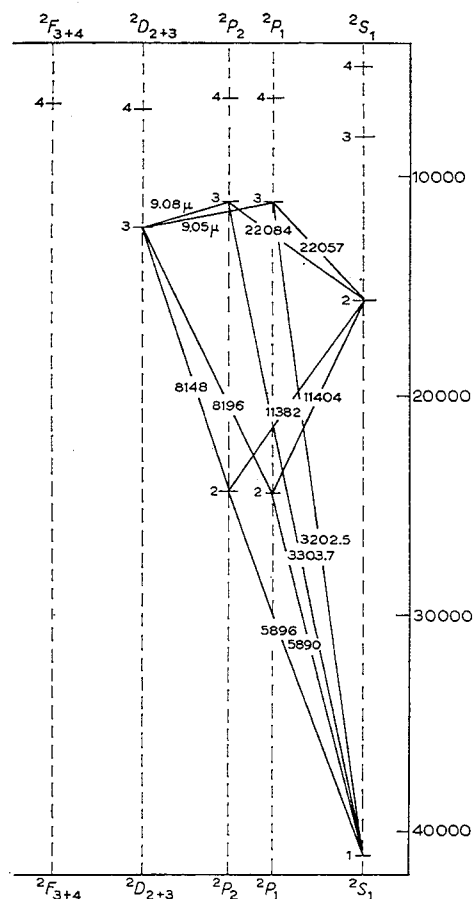 ²F₃₊₄ ²D₂₊₃ ²P₂ ²P₁ ²S₁
4
4 4
4 4
3
10000
9.08 μ 3 3
3 9.05 μ 22084 22057
2
8148 8196 11382 11404 20000
2 2
3202.5
3303.7
30000
5896 5890
40000
1
²F₃₊₄ ²D₂₊₃ ²P₂ ²P₁ ²S₁